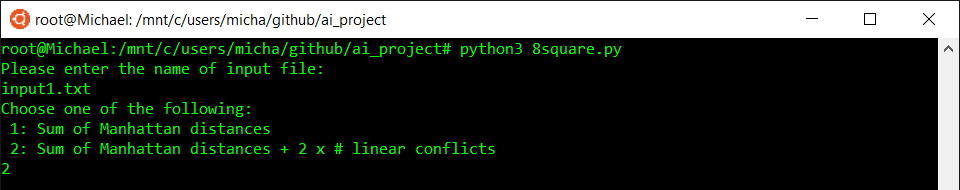 root@Michael: /mnt/c/users/micha/github/ai_project
root@Michael:/mnt/c/users/micha/github/ai_project# python3 8square.py
Please enter the name of input file:
input1.txt
Choose one of the following:
 1: Sum of Manhattan distances
 2: Sum of Manhattan distances + 2 x # linear conflicts
2